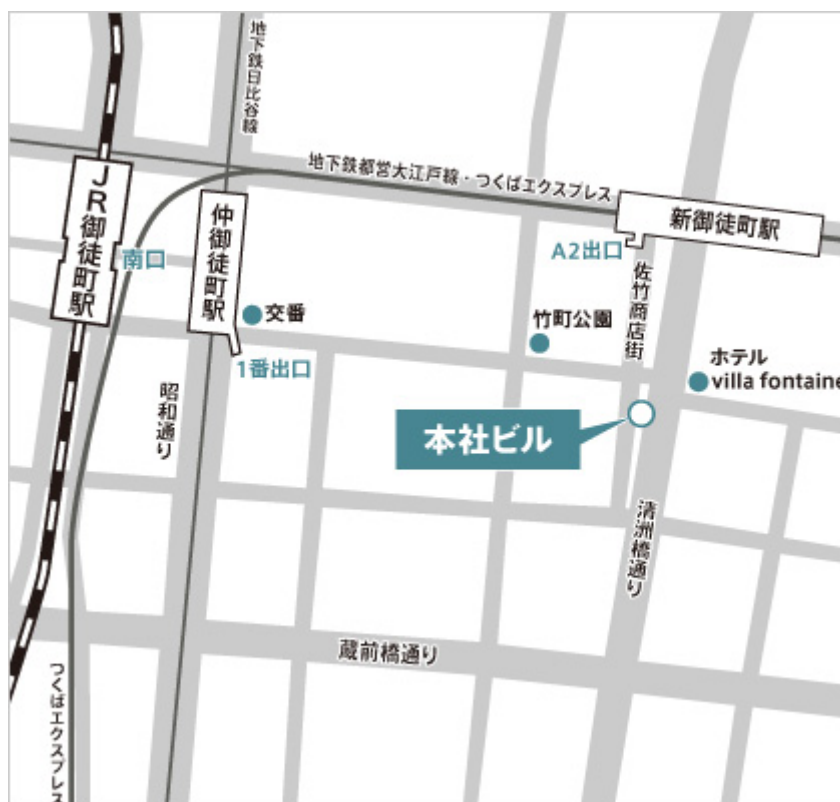 地下鉄日比谷線
地下鉄都営大江戸線・つくばエクスプレス
JR御徒町駅
仲御徒町駅
新御徒町駅
南口
A2出口
佐竹商店街
交番
竹町公園
ホテル
villa fontaine
1番出口
昭和通り
本社ビル
清洲橋通り
蔵前橋通り
つくばエクスプレス